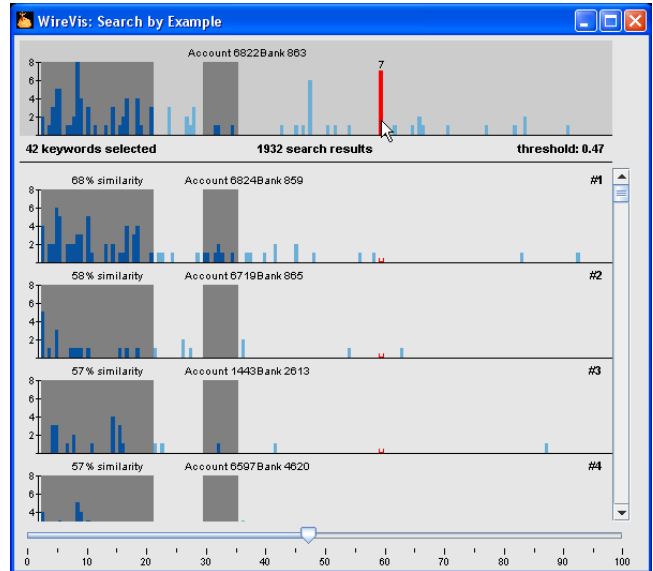 WireVis: Search by Example
Account 6822Bank 863
8
6
4
2
7
42 keywords selected 1932 search results threshold: 0.47
68% similarity Account 6824Bank 859 #1
8
6
4
2
58% similarity Account 6719Bank 865 #2
8
6
4
2
57% similarity Account 1443Bank 2613 #3
8
6
4
2
57% similarity Account 6597Bank 4620 #4
8
6
4
0 10 20 30 40 50 60 70 80 90 100